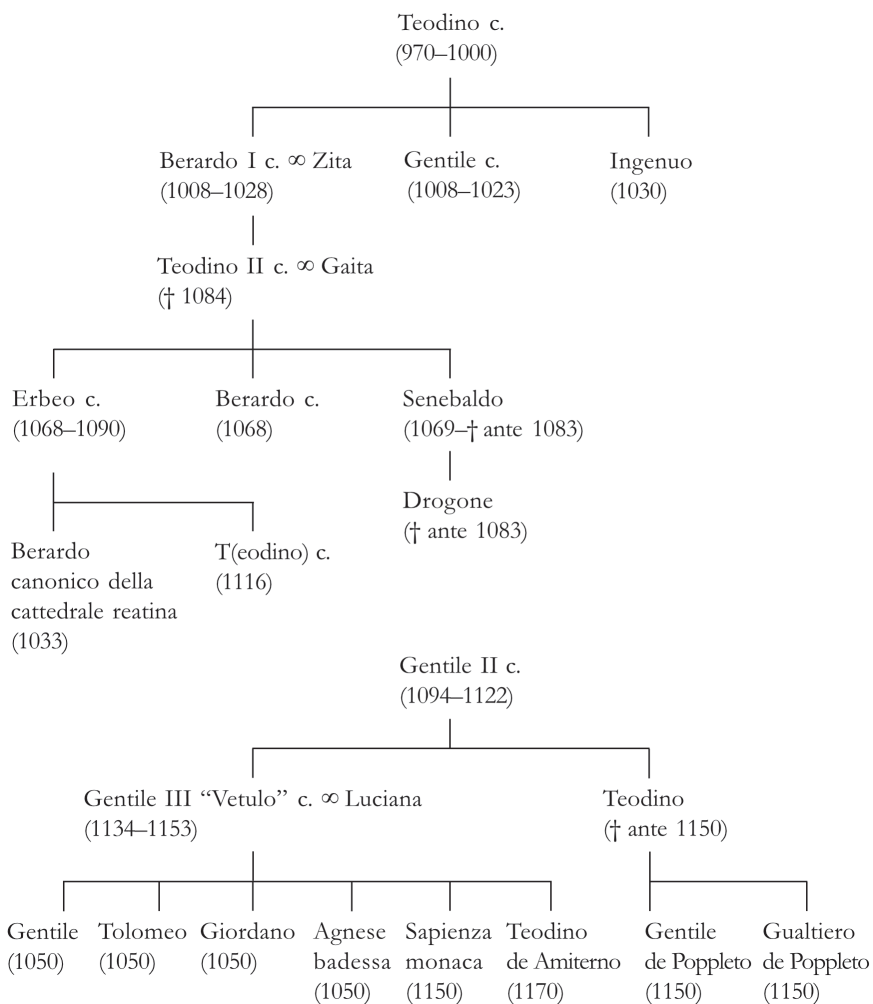 Teodino c.
(970–1000)
Berardo I c. ∞ Zita
(1008–1028)
Gentile c.
(1008–1023)
Ingenuo
(1030)
Teodino II c. ∞ Gaita
(† 1084)
Erbeo c.
(1068–1090)
Berardo c.
(1068)
Senebaldo
(1069–† ante 1083)
Drogone
(† ante 1083)
Berardo
canonico della
cattedrale reatina
(1033)
T(eodino) c.
(1116)
Gentile II c.
(1094–1122)
Gentile III “Vetulo” c. ∞ Luciana
(1134–1153)
Teodino
(† ante 1150)
Gentile
(1050)
Tolomeo
(1050)
Giordano
(1050)
Agnese
badessa
(1050)
Sapienza
monaca
(1150)
Teodino
de Amiterno
(1170)
Gentile
de Poppleto
(1150)
Gualtiero
de Poppleto
(1150)